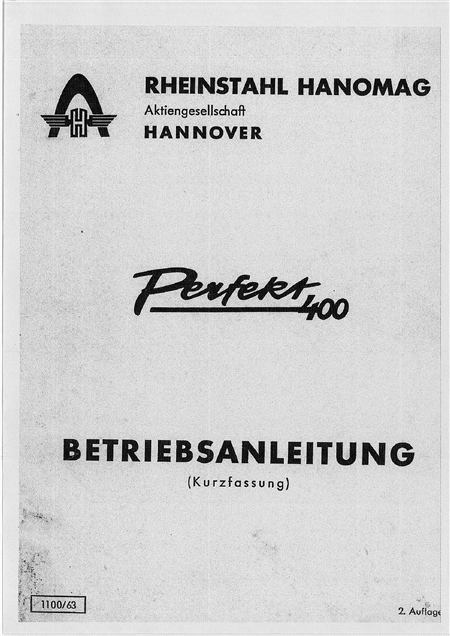 RHEINSTAHL HANOMAG
Aktiengesellschaft
HANNOVER
H
Perfekt
400
BETRIEBSANLEITUNG
(Kurzfassung)
1100/63
2. Auflage